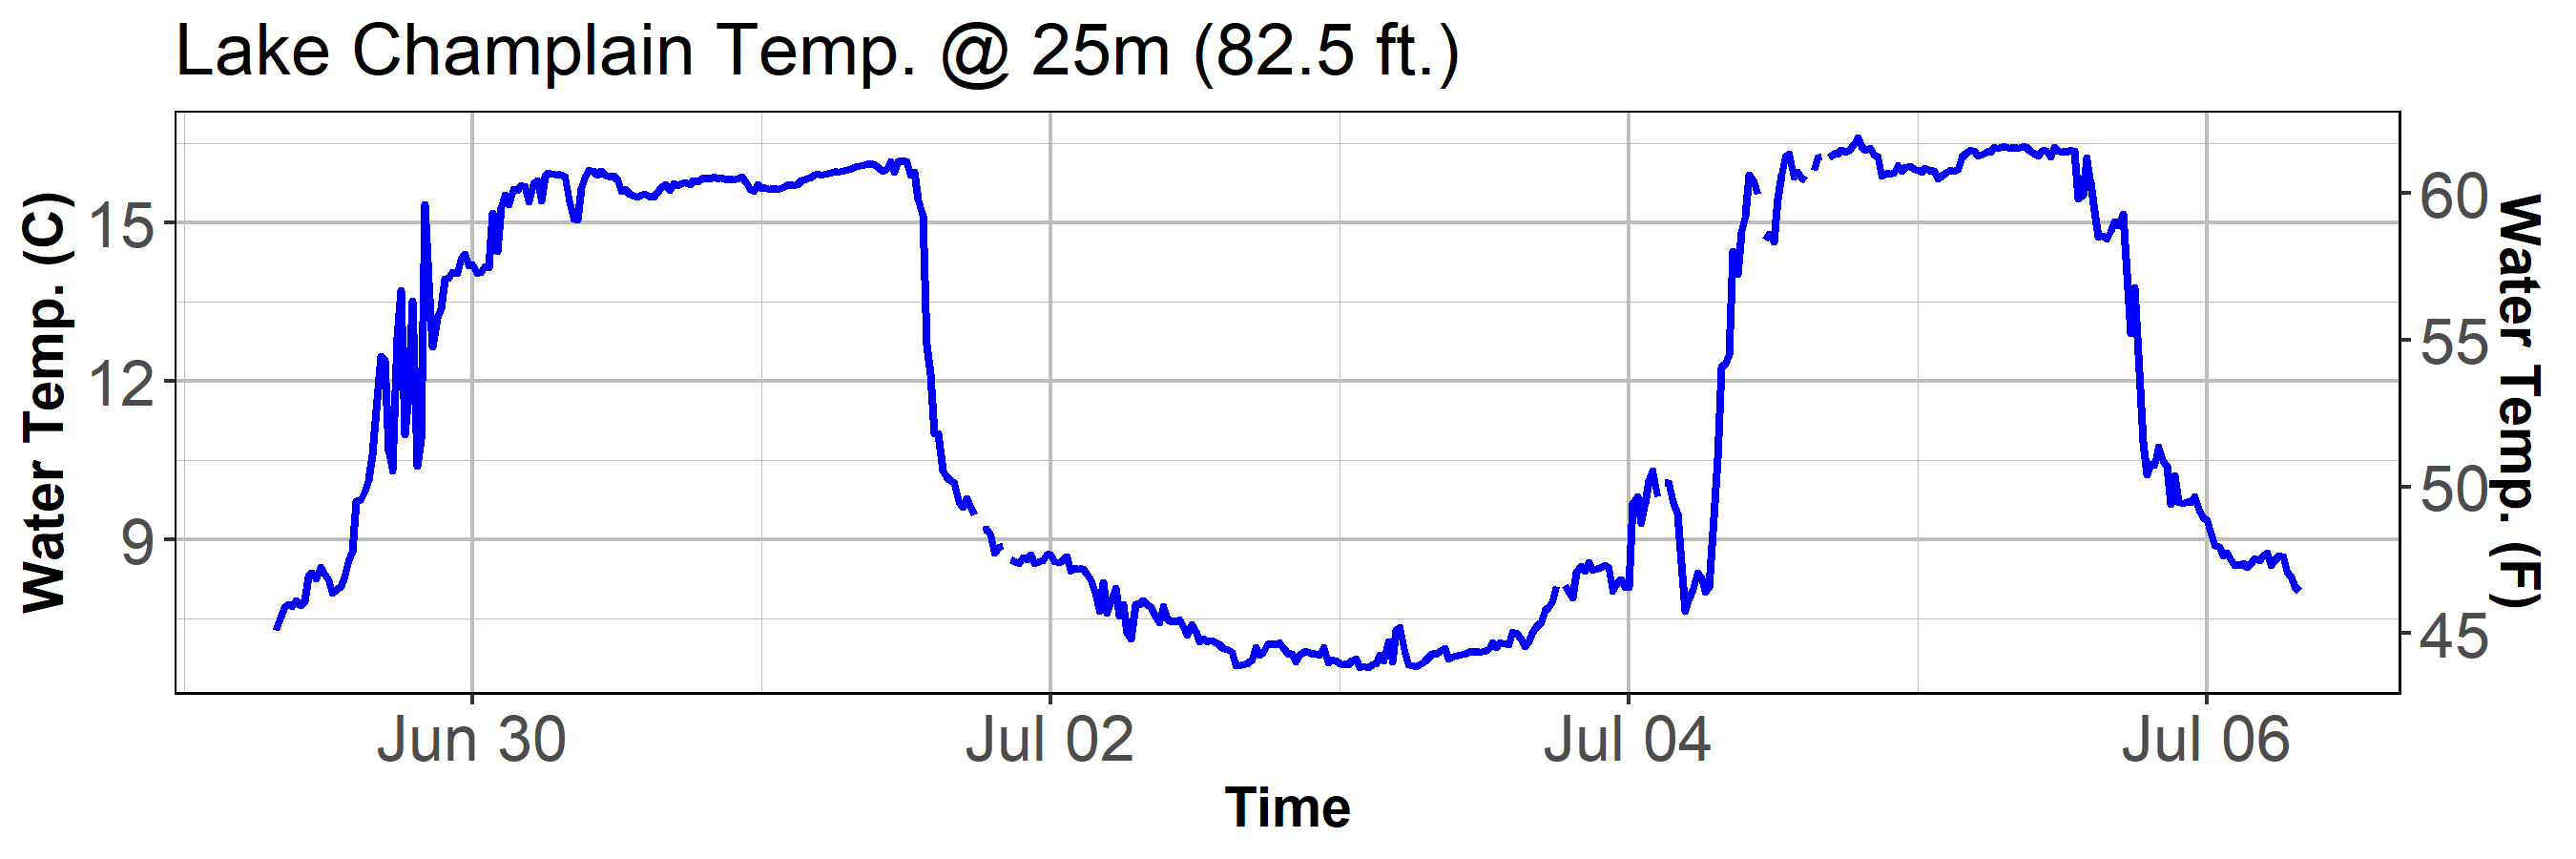 Lake Champlain Temp. @ 25m (82.5 ft.)
Water Temp. (C)
15
12
9
60
55
50
45
Water Temp. (F)
Jun 30
Jul 02
Jul 04
Jul 06
Time